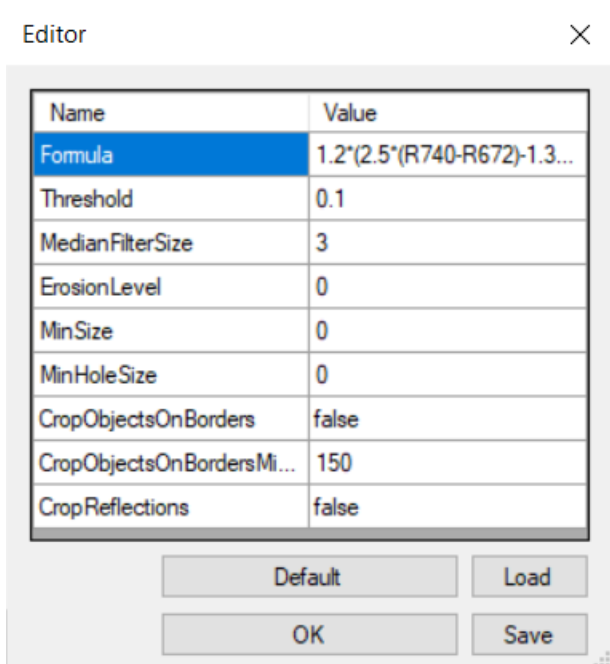 Editor
Name Value
Formula 1.2*(2.5*(R740-R672)-1.3...
Threshold 0.1
MedianFilterSize 3
ErosionLevel 0
MinSize 0
MinHoleSize 0
CropObjectsOnBorders false
CropObjectsOnBordersMi... 150
CropReflections false
Default Load
OK Save